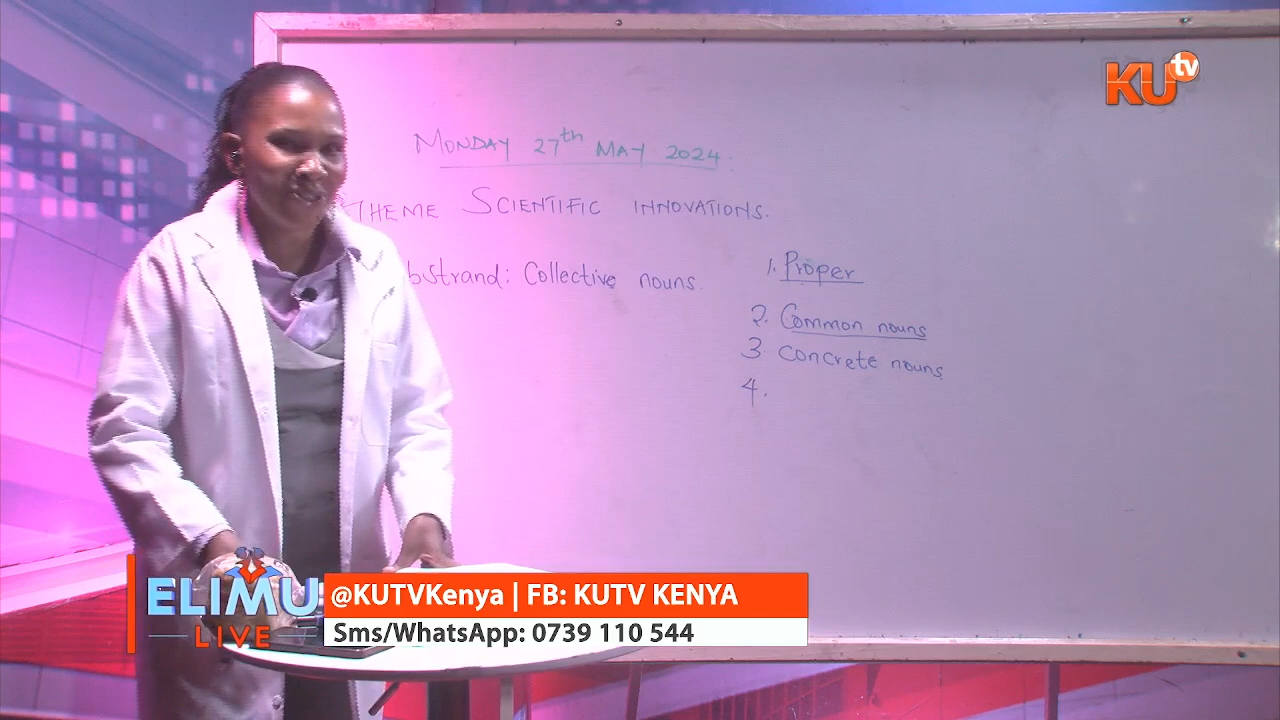 KU tv
MONDAY 27th MAY 2024.
THEME SCIENTIFIC INNOVATIONS.
bstrand: Collective nouns.
1. Proper
2. Common nouns
3 concrete nouns
4.
ELIMU
LIVE
@KUTVKenya | FB: KUTV KENYA
Sms/WhatsApp: 0739 110 544